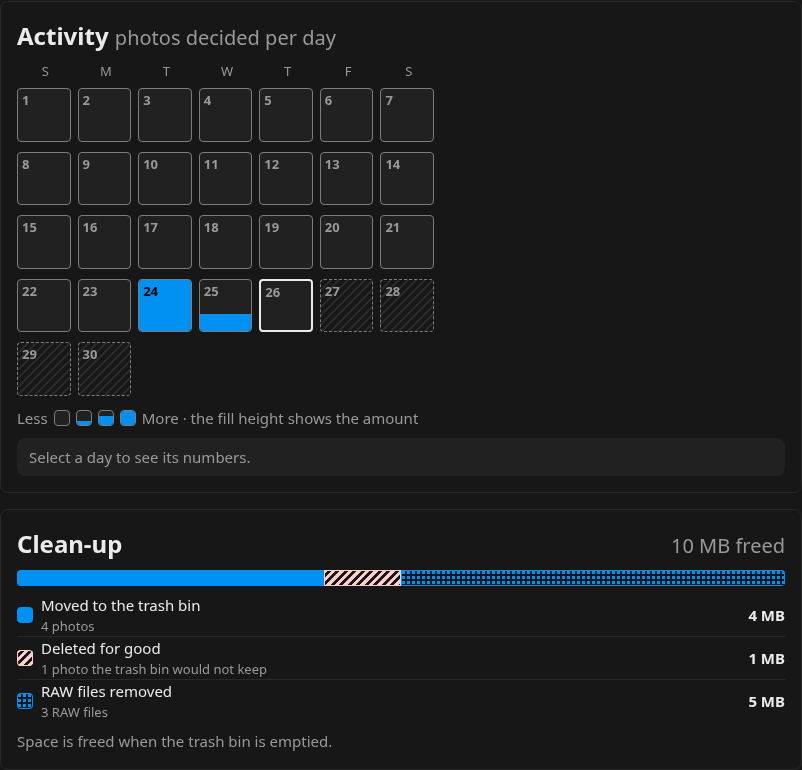 Activity photos decided per day
S M T W T F S
1 2 3 4 5 6 7
8 9 10 11 12 13 14
15 16 17 18 19 20 21
22 23 24 25 26 27 28
29 30
Less More · the fill height shows the amount
Select a day to see its numbers.
Clean-up 10 MB freed
Moved to the trash bin
4 photos
4 MB
Deleted for good
1 photo the trash bin would not keep
1 MB
RAW files removed
3 RAW files
5 MB
Space is freed when the trash bin is emptied.